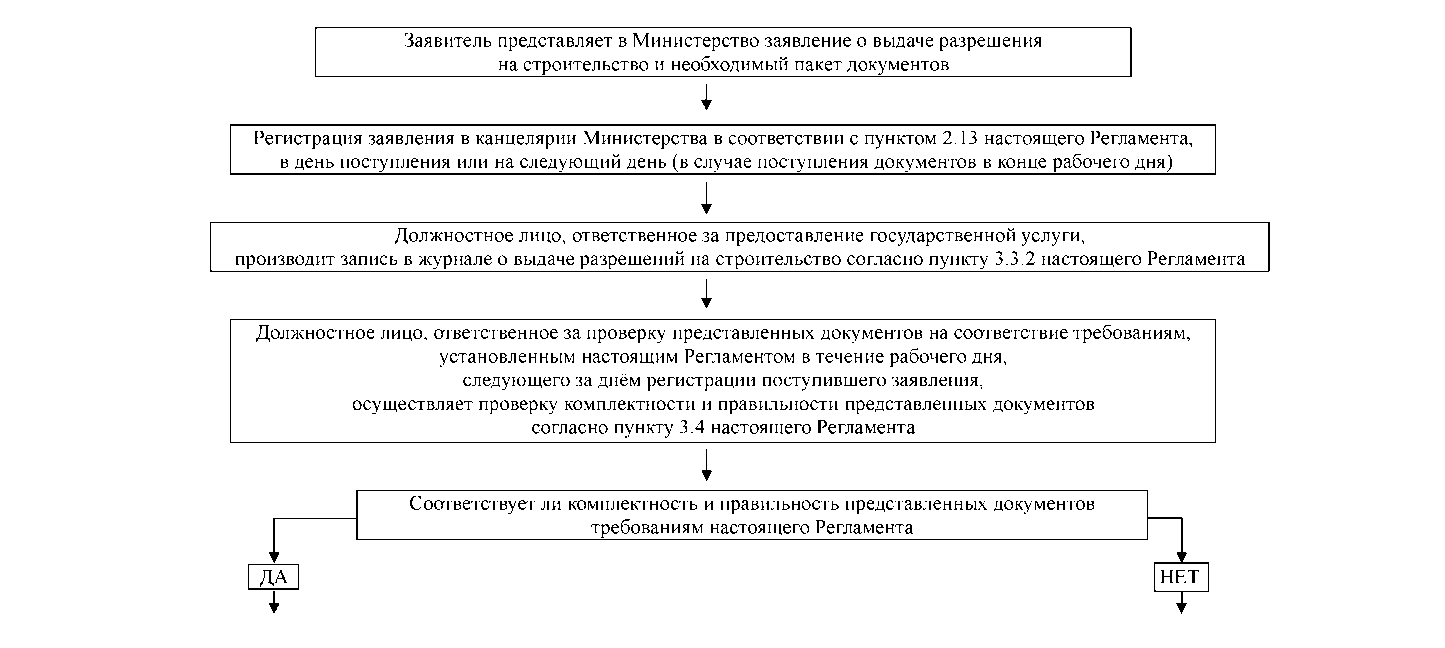 Заявитель представляет в Министерство заявление о выдаче разрешения
на строительство и необходимый пакет документов
Регистрация заявления в канцелярии Министерства в соответствии с пунктом 2.13 настоящего Регламента,
в день поступления или на следующий день (в случае поступления документов в конце рабочего дня)
Должностное лицо, ответственное за предоставление государственной услуги,
производит запись в журнале о выдаче разрешений на строительство согласно пункту 3.3.2 настоящего Регламента
Должностное лицо, ответственное за проверку представленных документов на соответствие требованиям,
установленным настоящим Регламентом в течение рабочего дня,
следующего за днём регистрации поступившего заявления,
осуществляет проверку комплектности и правильности представленных документов
согласно пункту 3.4 настоящего Регламента
Соответствует ли комплектность и правильность представленных документов
требованиям настоящего Регламента
ДА
НЕТ